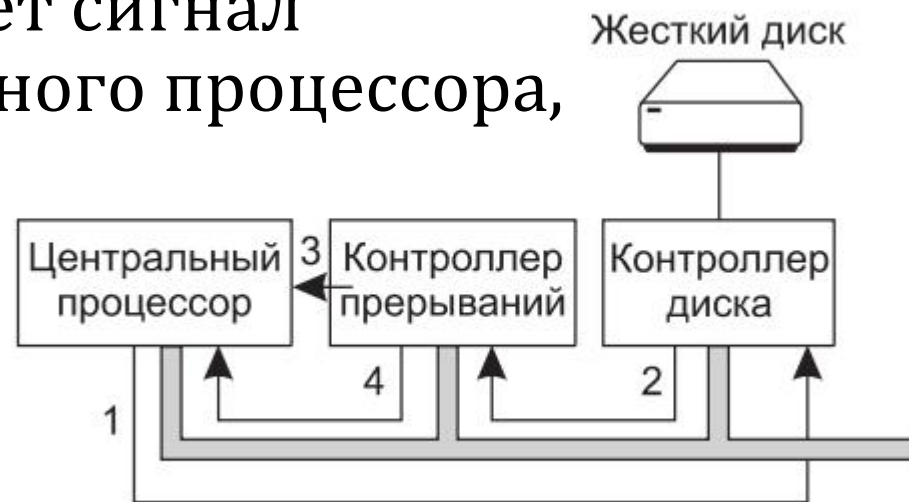 ет сигнал
ного процессора,
Жесткий диск
Центральный
процессор
3
Контроллер
прерываний
Контроллер
диска
1
4
2